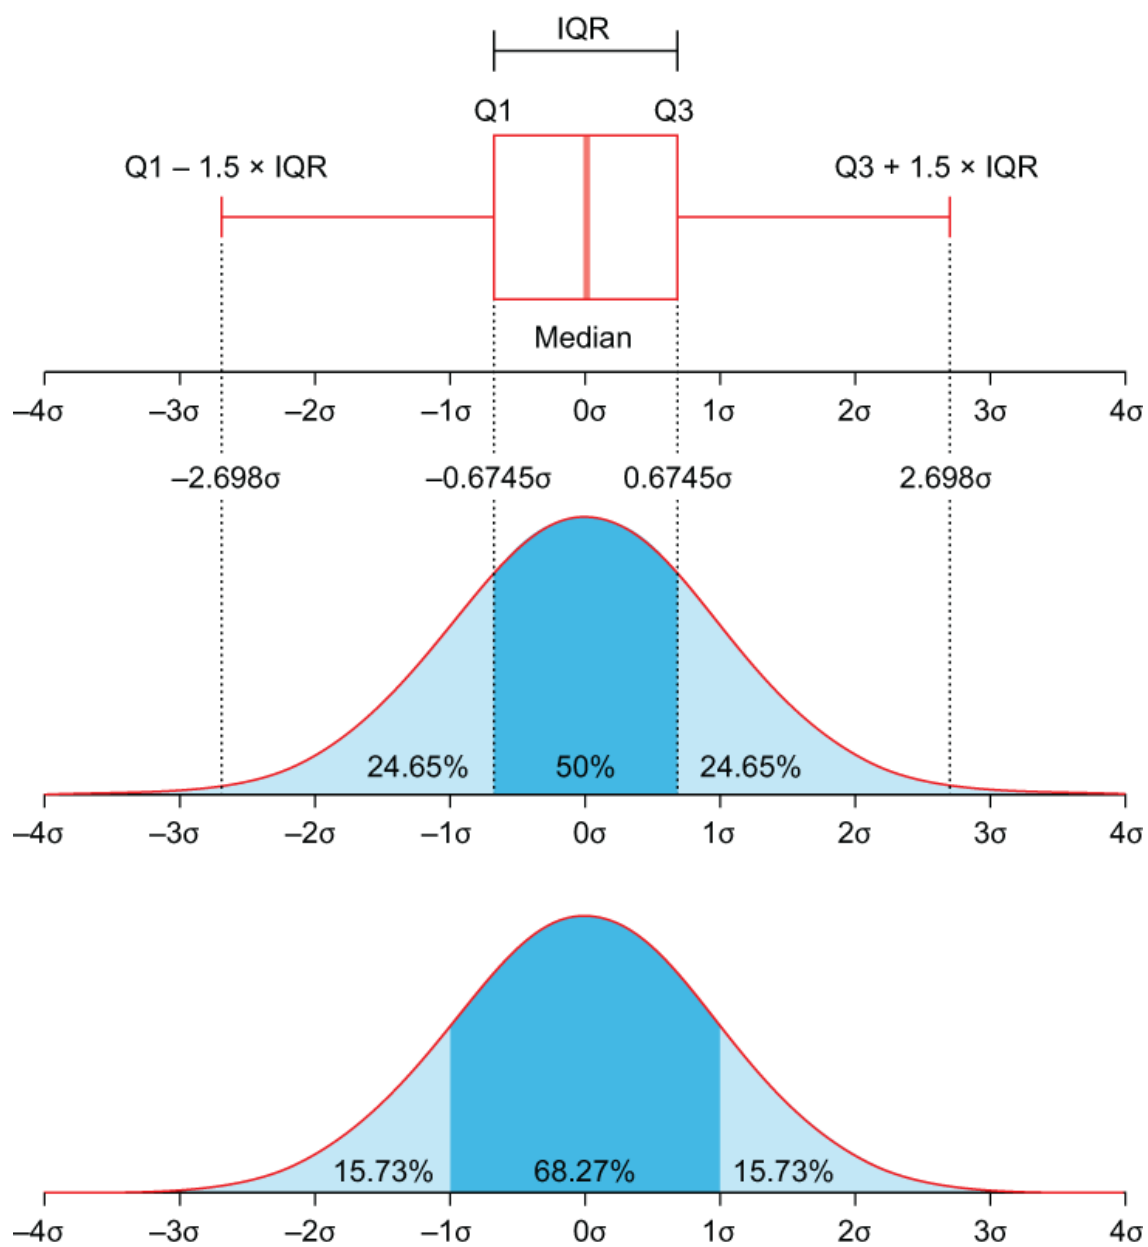 IQR
Q1 Q3
Q1 – 1.5 × IQR Q3 + 1.5 × IQR
Median
–4σ –3σ –2σ –1σ 0σ 1σ 2σ 3σ 4σ
–2.698σ –0.6745σ 0.6745σ 2.698σ
24.65% 50% 24.65%
–4σ –3σ –2σ –1σ 0σ 1σ 2σ 3σ 4σ
15.73% 68.27% 15.73%
–4σ –3σ –2σ –1σ 0σ 1σ 2σ 3σ 4σ